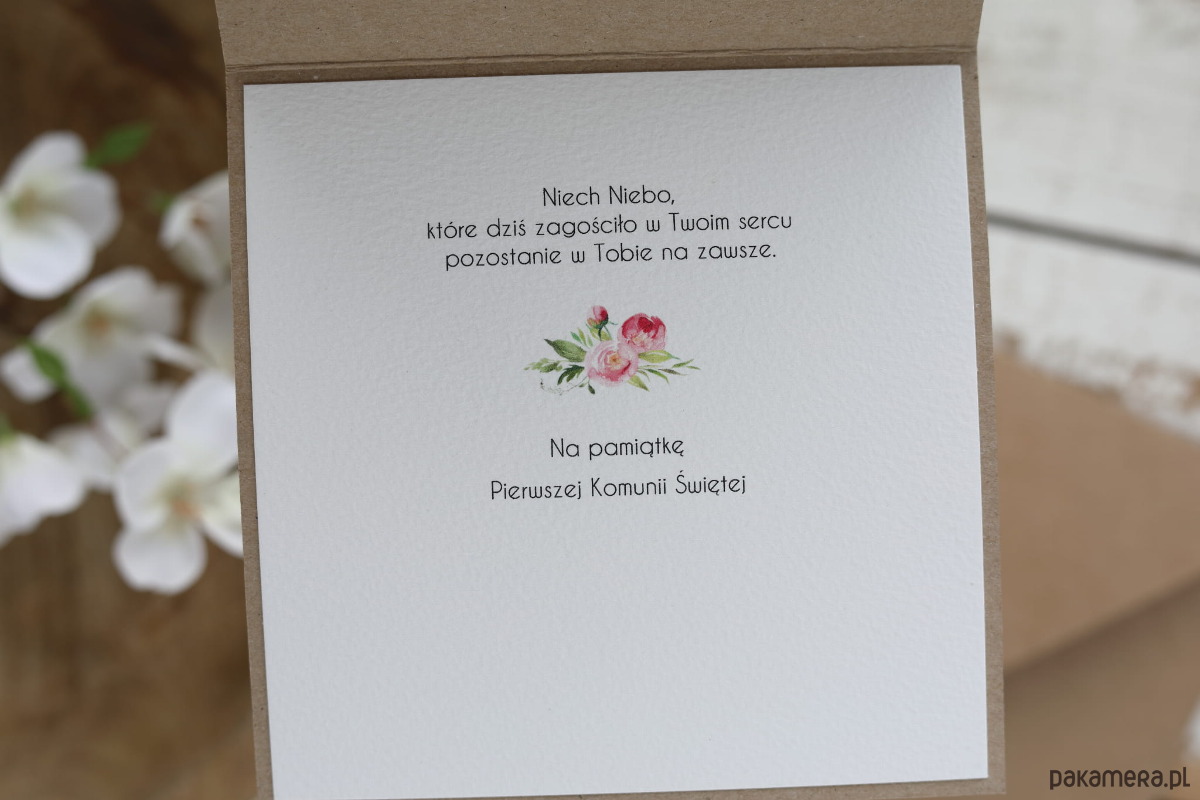 Niech Niebo,
które dziś zagościło w Twoim sercu
pozostanie w Tobie na zawsze.
Na pamiątkę
Pierwszej Komunii Świętej
pakamera.pl